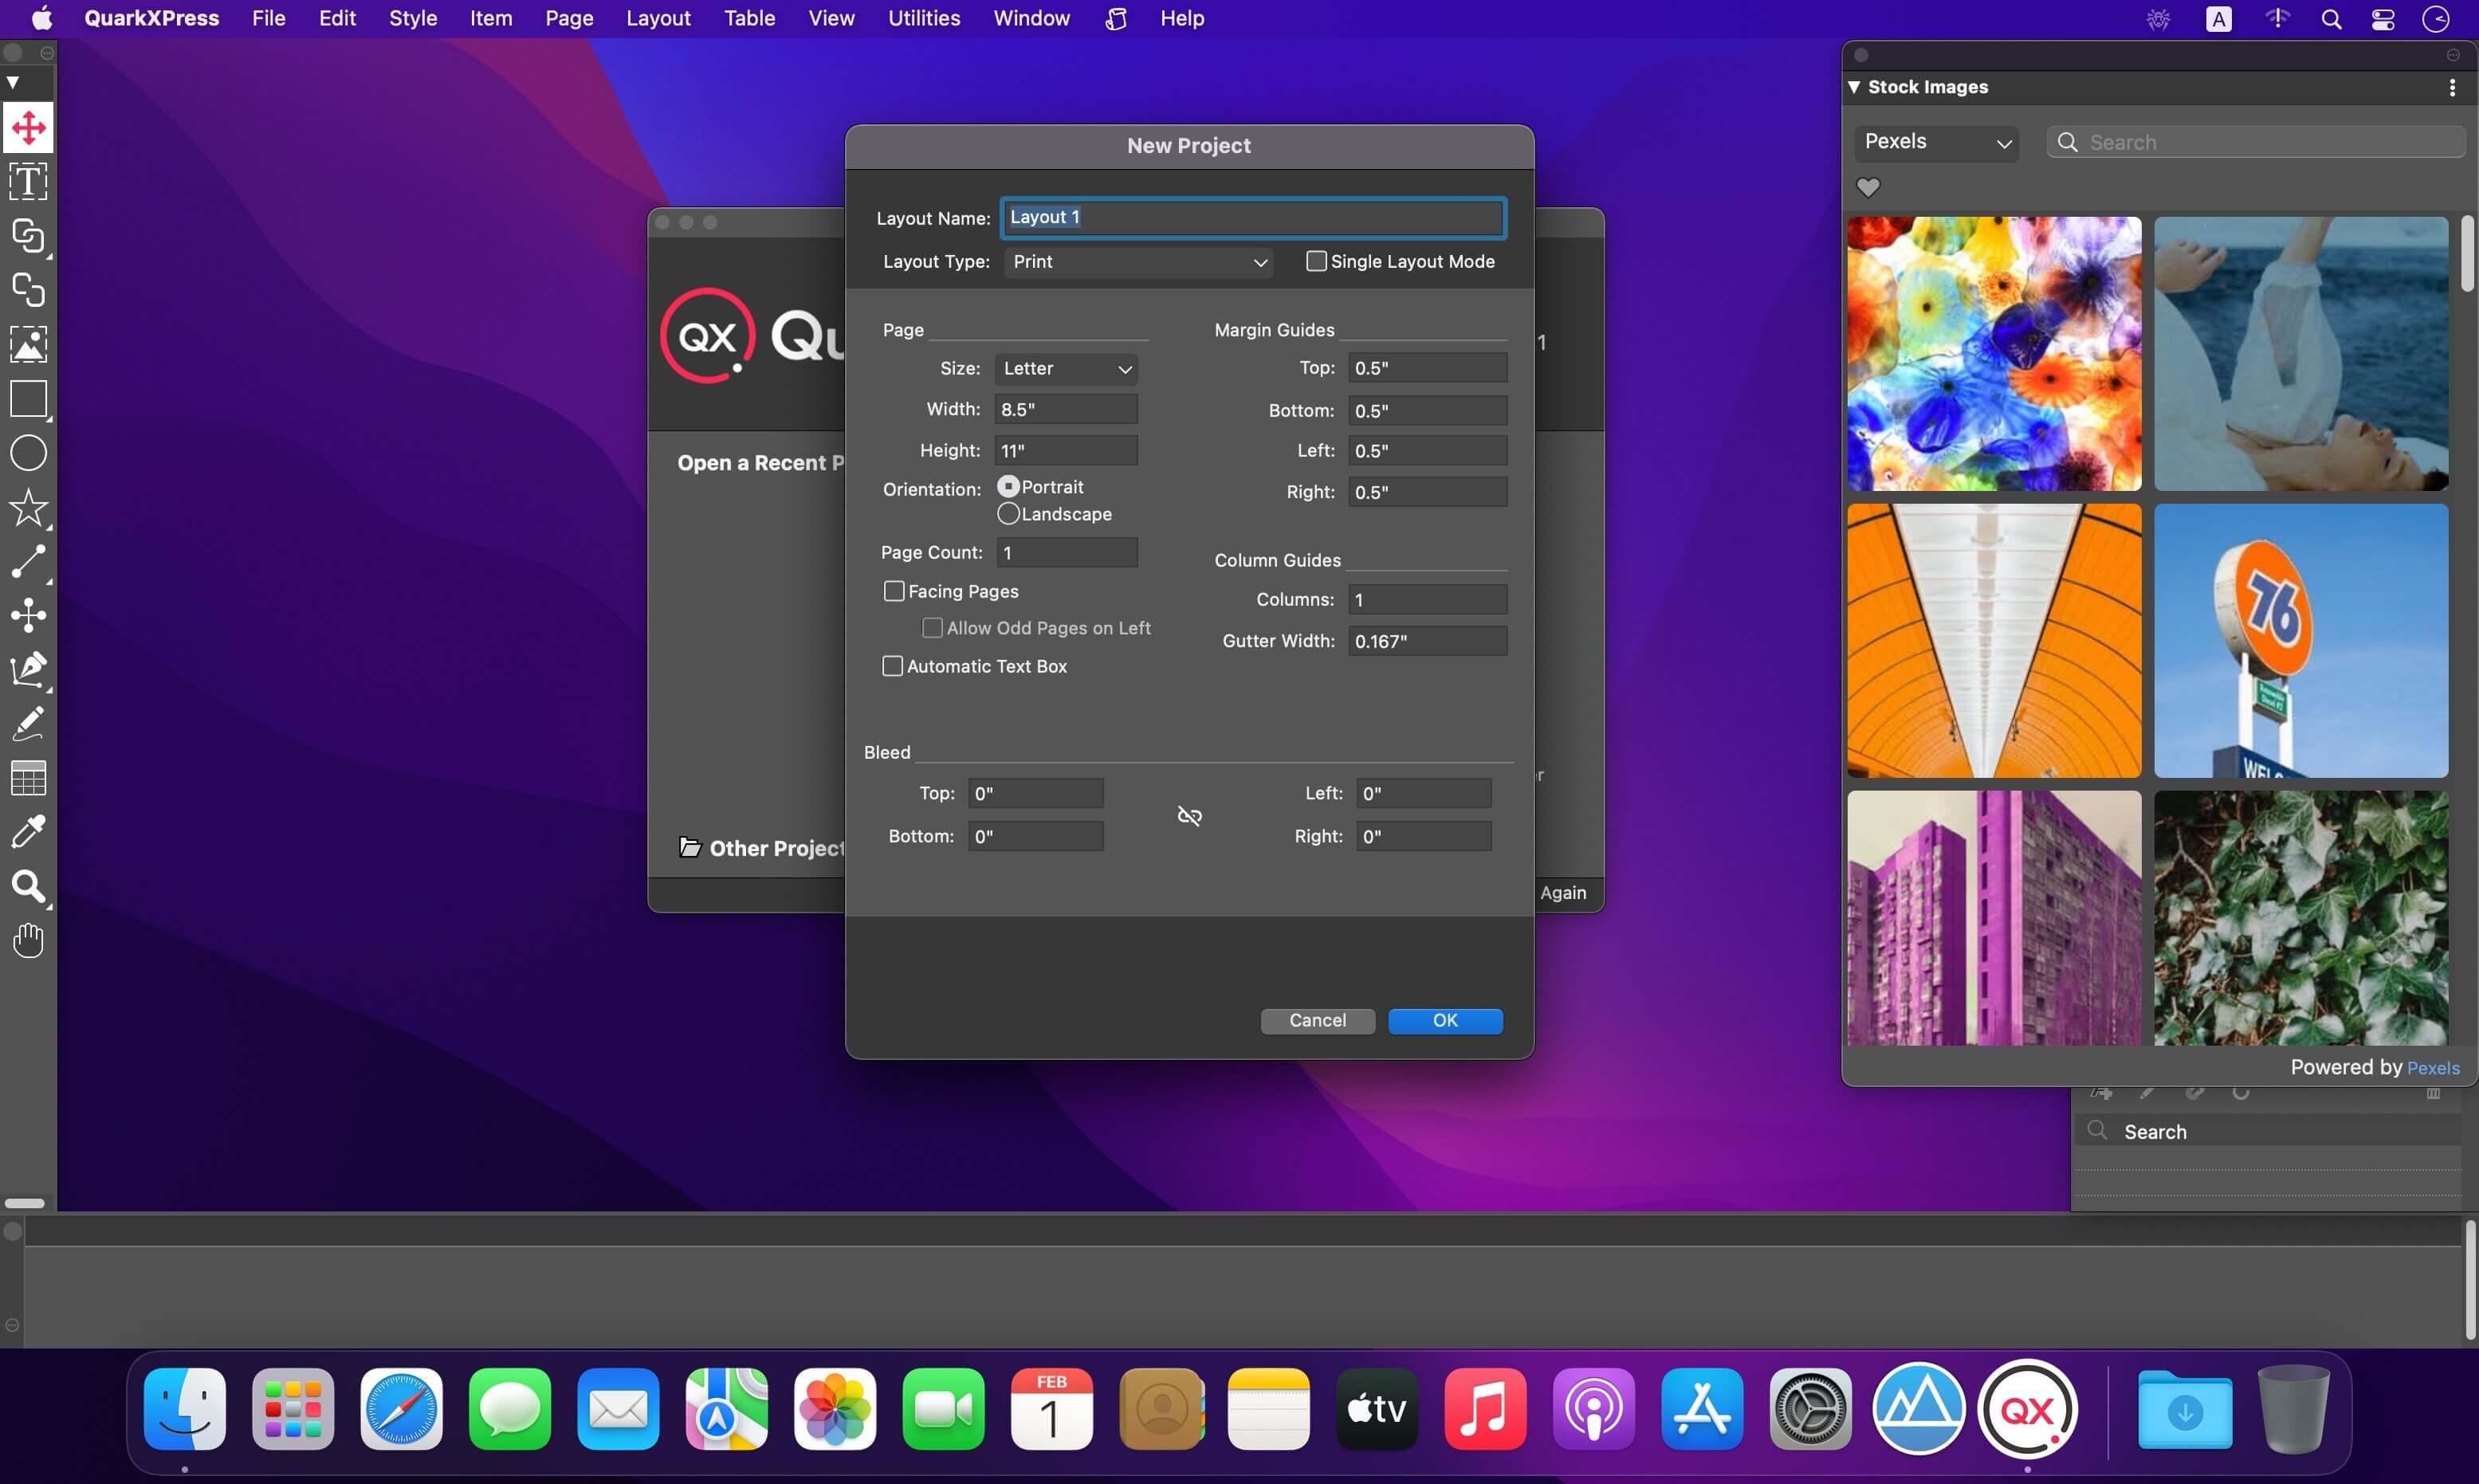 QuarkXPress File Edit Style Item Page Layout Table View Utilities Window Help
A
Stock Images
Pexels
Search
76
WELC
Powered by Pexels
Search
QX Qu
1
Open a Recent P
Other Project
r
Again
New Project
Layout Name: Layout 1
Layout Type: Print Single Layout Mode
Page
Size: Letter
Width: 8.5"
Height: 11"
Orientation: Portrait
Landscape
Page Count: 1
Facing Pages
Allow Odd Pages on Left
Automatic Text Box
Margin Guides
Top: 0.5"
Bottom: 0.5"
Left: 0.5"
Right: 0.5"
Column Guides
Columns: 1
Gutter Width: 0.167"
Bleed
Top: 0" Left: 0"
Bottom: 0" Right: 0"
Cancel OK
FEB
1
tv
QX